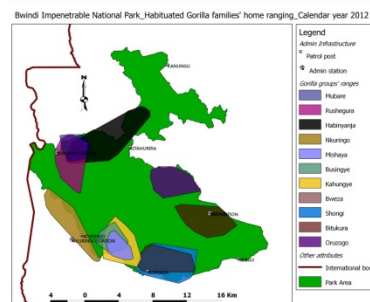 Bwindi Impenetrable National Park_Habituated Gorilla families' home ranging_Calendar year 2012
Legend
Admin Infrastructure
Patrol post
Admin station
Gorilla groups' ranges
Mubare
Rushegura
Habinyanja
Nkuringo
Mishaya
Busingye
Kahungye
Bweza
Shongi
Bitukura
Oruzogo
Other attributes
International bou
Park Area
N
KANUNGU
4 0 4 8 12 16 Km